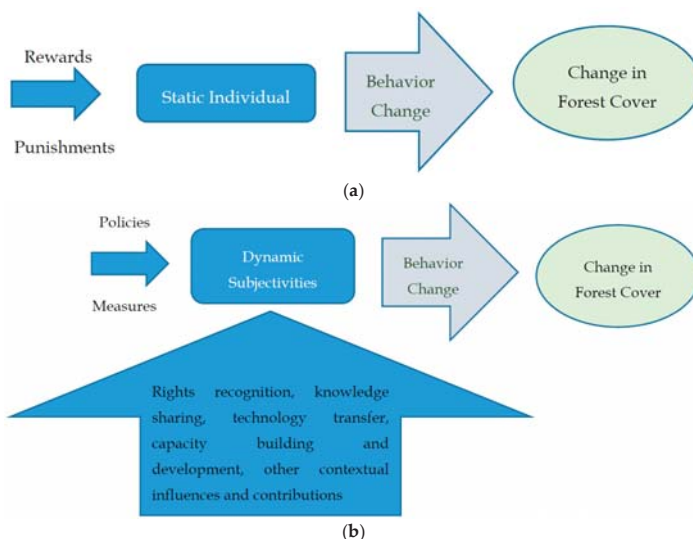 Rewards
Static Individual
Punishments
Behavior
Change
Change in
Forest Cover
(a)
Policies
Dynamic
Subjectivities
Measures
Behavior
Change
Change in
Forest Cover
Rights recognition, knowledge
sharing, technology transfer,
capacity building and
development, other contextual
influences and contributions
(b)